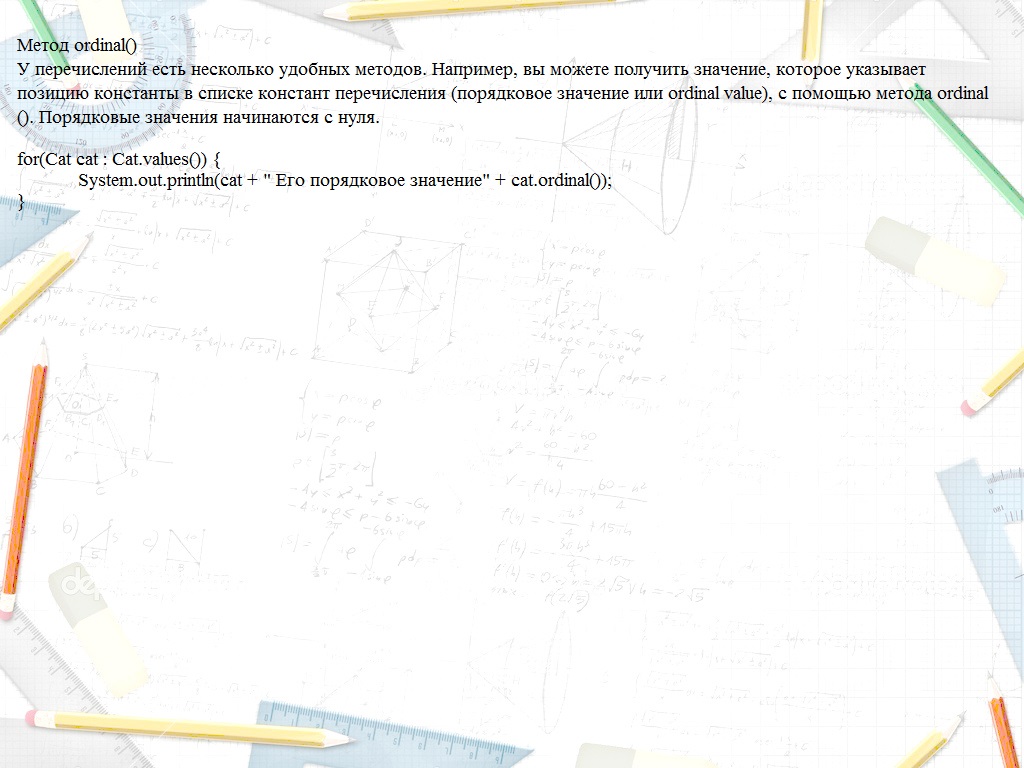 Метод ordinal()
У перечислений есть несколько удобных методов. Например, вы можете получить значение, которое указывает
позицию константы в списке констант перечисления (порядковое значение или ordinal value), с помощью метода ordinal
(). Порядковые значения начинаются с нуля.
for(Cat cat : Cat.values()) {
System.out.println(cat + " Его порядковое значение" + cat.ordinal());
}